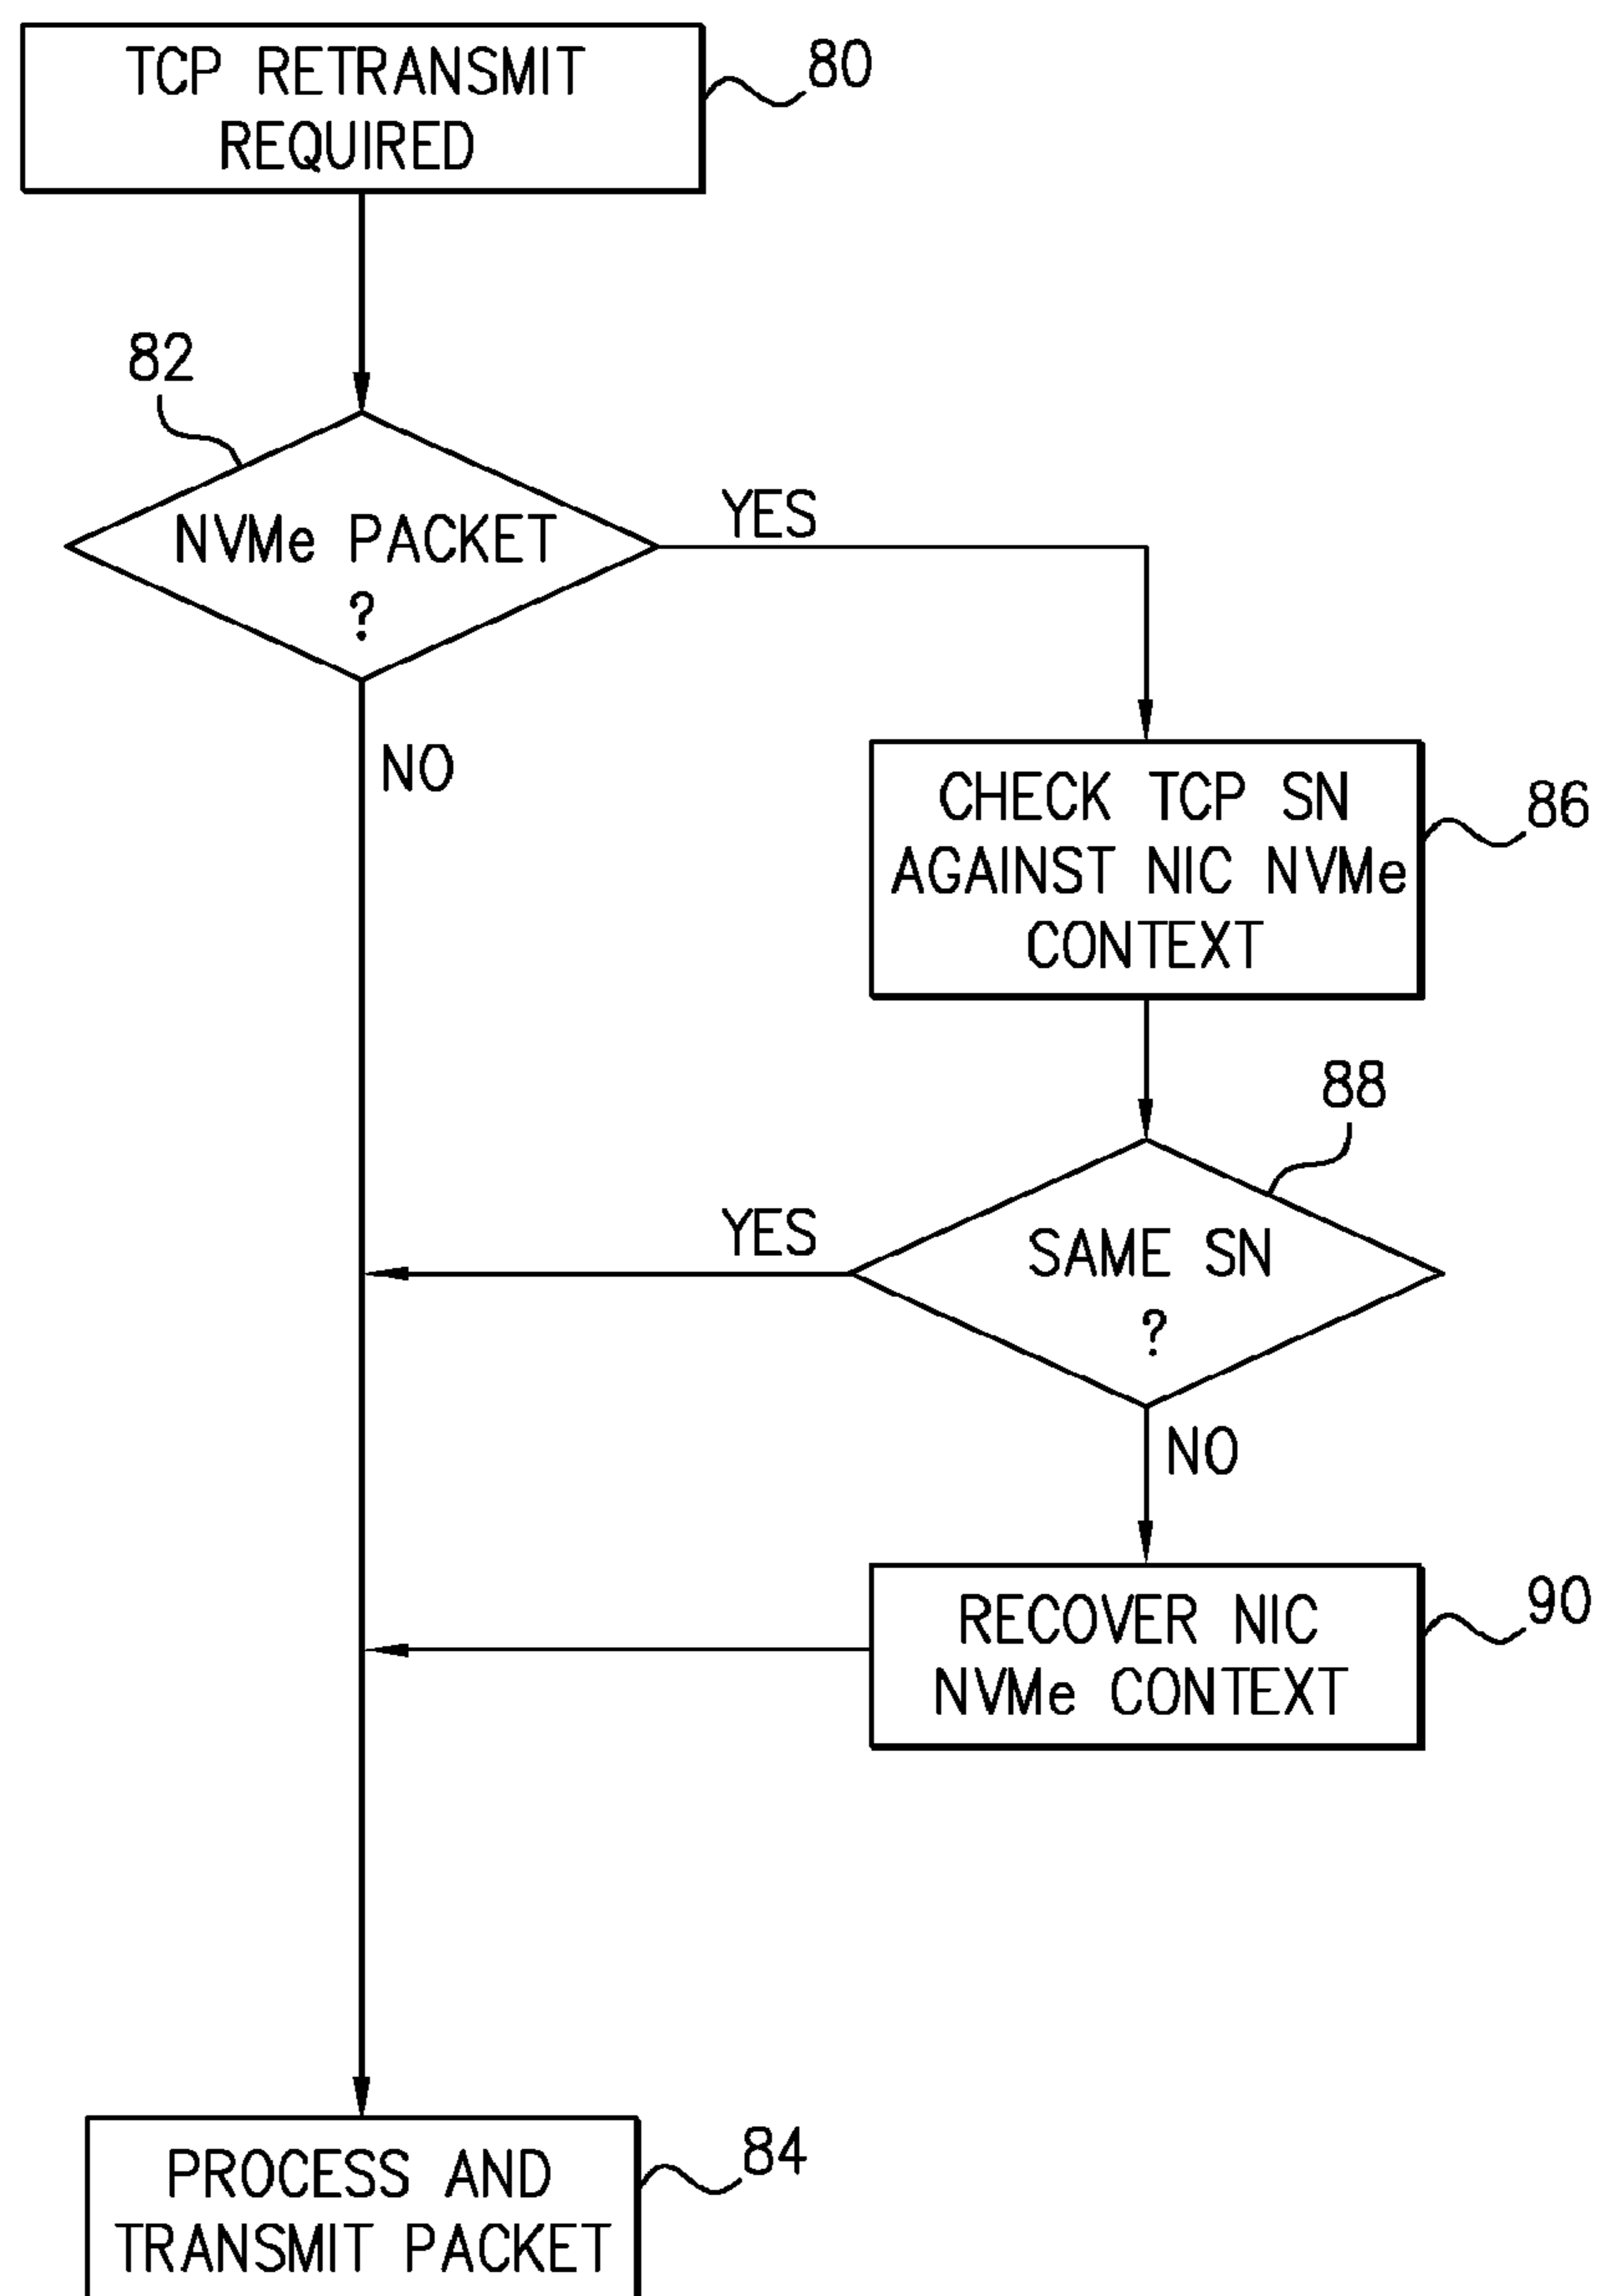 TCP RETRANSMIT
REQUIRED
80
82
NVMe PACKET
?
YES
NO
CHECK TCP SN
AGAINST NIC NVMe
CONTEXT
86
88
SAME SN
?
YES
NO
RECOVER NIC
NVMe CONTEXT
90
PROCESS AND
TRANSMIT PACKET
84